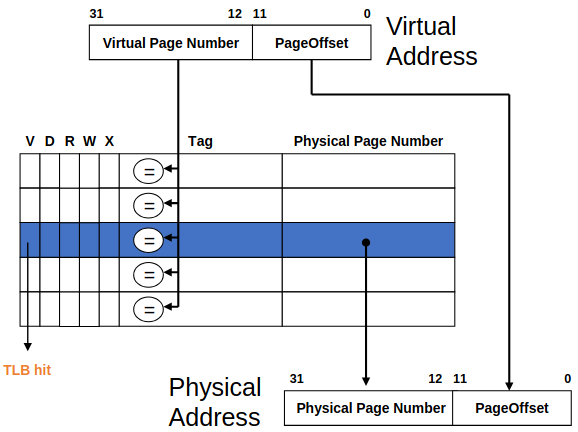 31 12 11 0
Virtual
Address
Virtual Page Number PageOffset
V D R W X Tag Physical Page Number
=
=
=
=
=
TLB hit
Physical
Address
31 12 11 0
Physical Page Number PageOffset